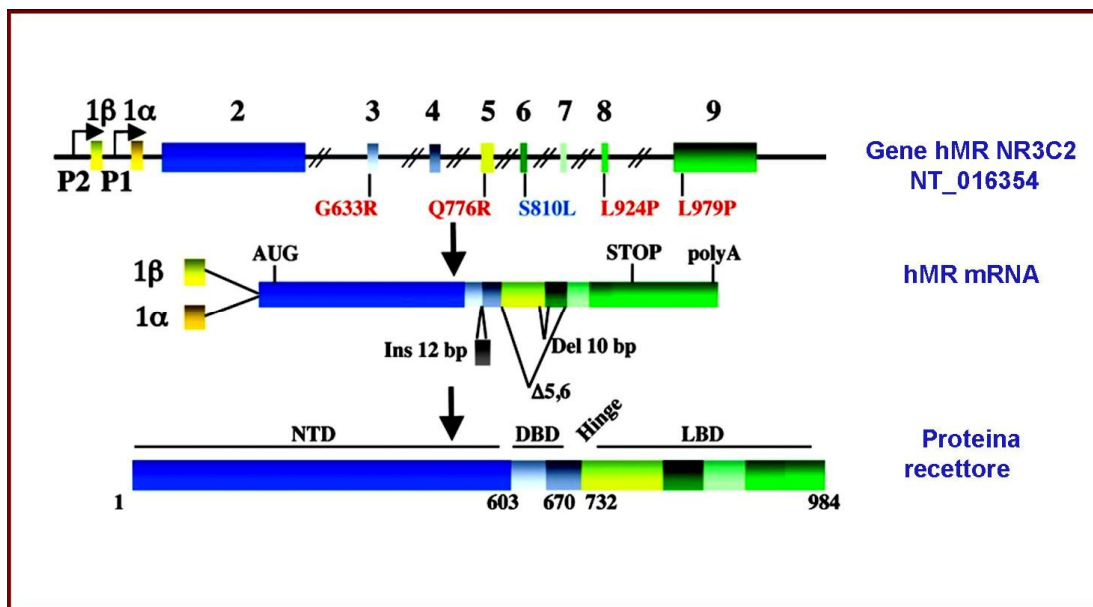 1β 1α 2 3 4 5 6 7 8 9
P2 P1
Gene hMR NR3C2
NT_016354
G633R Q776R S810L L924P L979P
1β AUG STOP polyA
hMR mRNA
1α
Ins 12 bp Del 10 bp
Δ5,6
NTD DBD Hinge LBD
Proteina
recettore
1 603 670 732 984